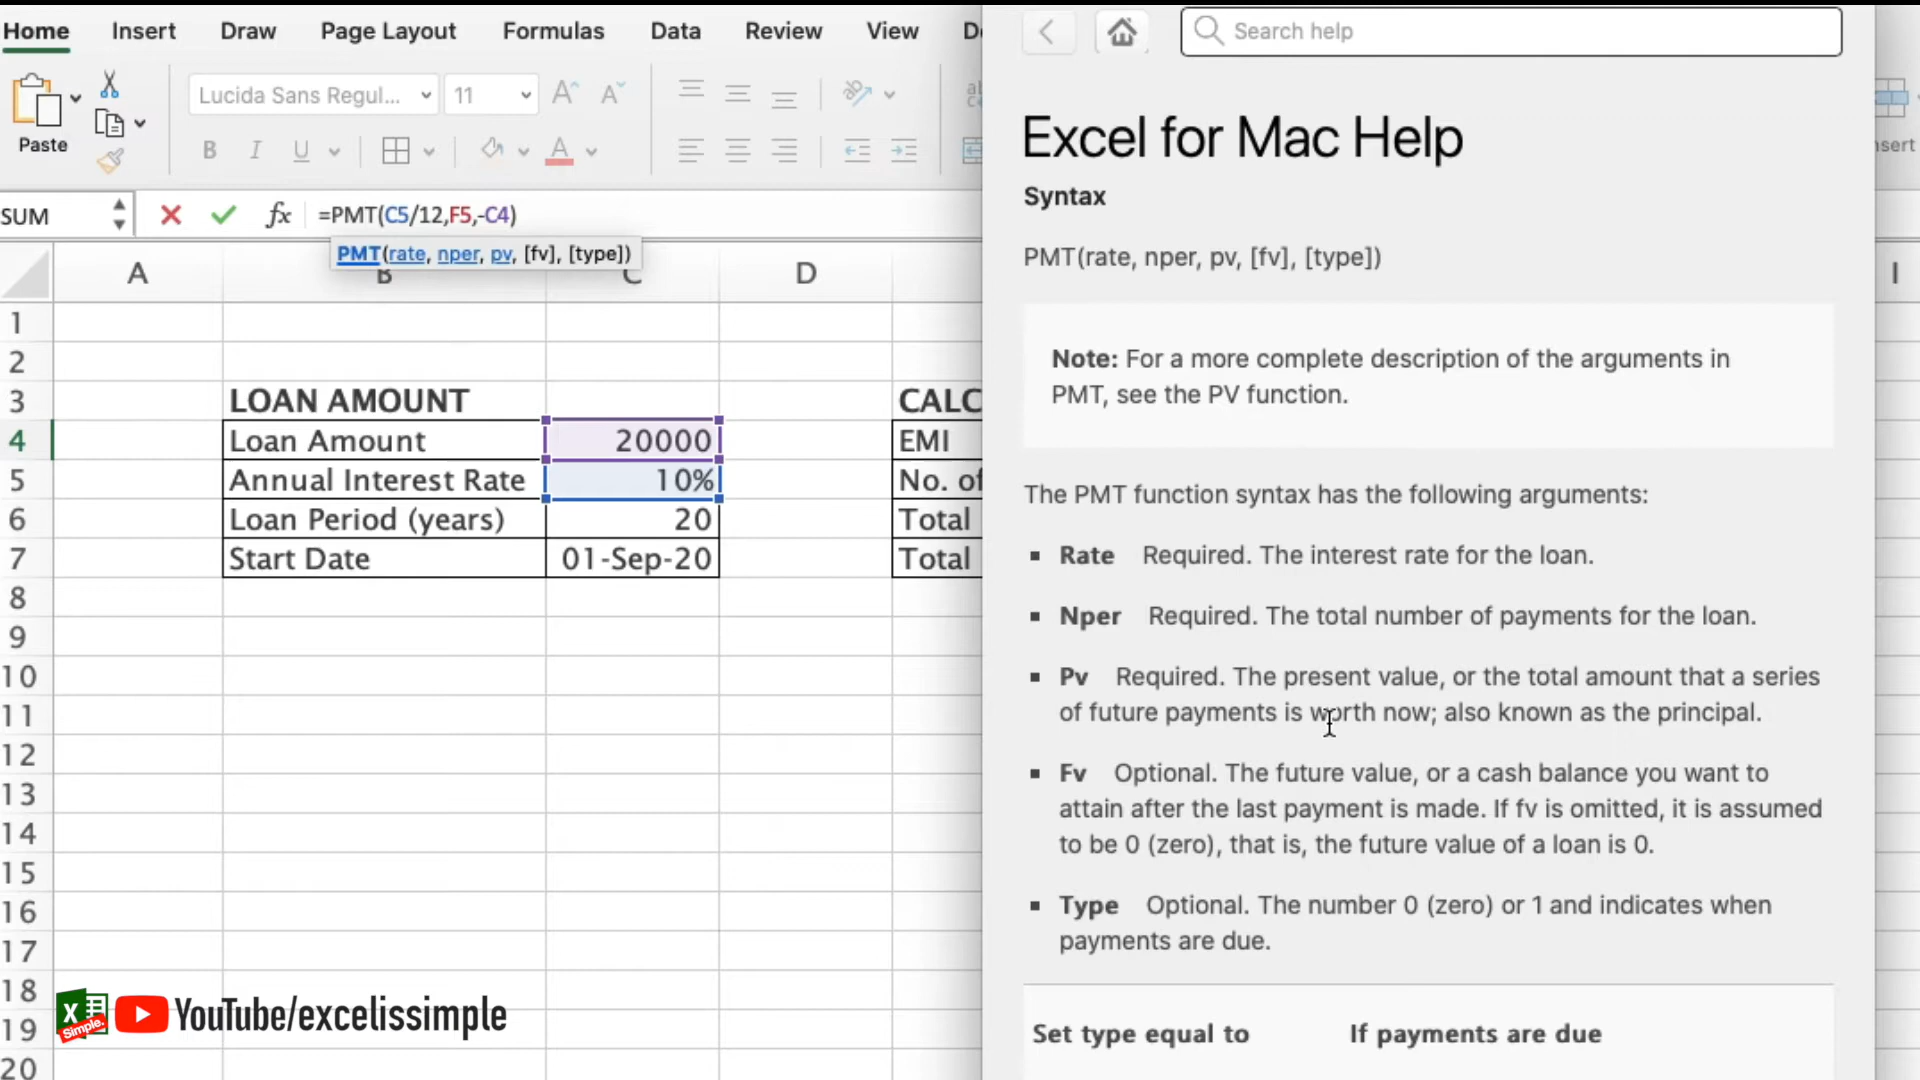 Home Insert Draw Page Layout Formulas Data Review View
Lucida Sans Regul... 11
Paste
B I U A
SUM fx =PMT(C5/12,F5,-C4)
PMT(rate, nper, pv, [fv], [type])
A B C D I
1
2
3 LOAN AMOUNT CALC
4 Loan Amount 20000 EMI
5 Annual Interest Rate 10% No. of
6 Loan Period (years) 20 Total
7 Start Date 01-Sep-20 Total
8
9
10
11
12
13
14
15
16
17
18
19
20
X Simple. YouTube/excelissimple
Search help
Excel for Mac Help
Syntax
PMT(rate, nper, pv, [fv], [type])
Note: For a more complete description of the arguments in
PMT, see the PV function.
The PMT function syntax has the following arguments:
▪ Rate Required. The interest rate for the loan.
▪ Nper Required. The total number of payments for the loan.
▪ Pv Required. The present value, or the total amount that a series
of future payments is worth now; also known as the principal.
▪ Fv Optional. The future value, or a cash balance you want to
attain after the last payment is made. If fv is omitted, it is assumed
to be 0 (zero), that is, the future value of a loan is 0.
▪ Type Optional. The number 0 (zero) or 1 and indicates when
payments are due.
Set type equal to If payments are due